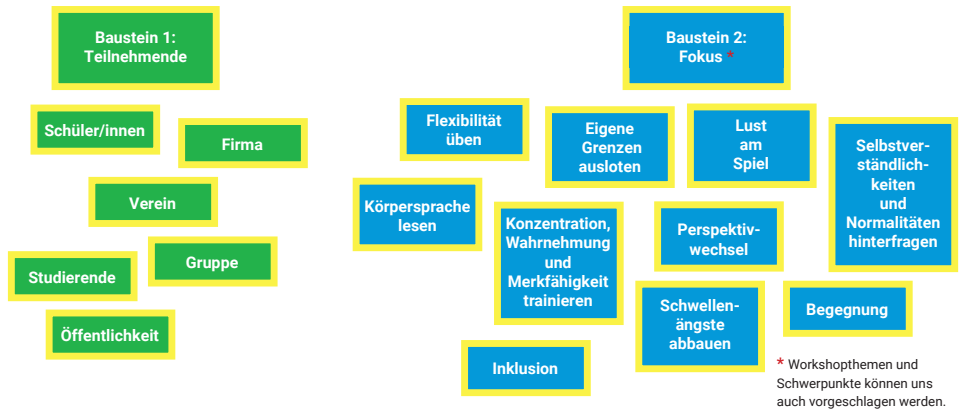 Baustein 1:
Teilnehmende
Schüler/innen
Firma
Verein
Gruppe
Studierende
Öffentlichkeit
Baustein 2:
Fokus *
Flexibilität
üben
Eigene
Grenzen
ausloten
Lust
am
Spiel
Selbstver-
ständlich-
keiten
und
Normalitäten
hinterfragen
Körpersprache
lesen
Konzentration,
Wahrnehmung
und
Merkfähigkeit
trainieren
Perspektiv-
wechsel
Schwellen-
ängste
abbauen
Begegnung
Inklusion
* Workshopthemen und
Schwerpunkte können uns
auch vorgeschlagen werden.